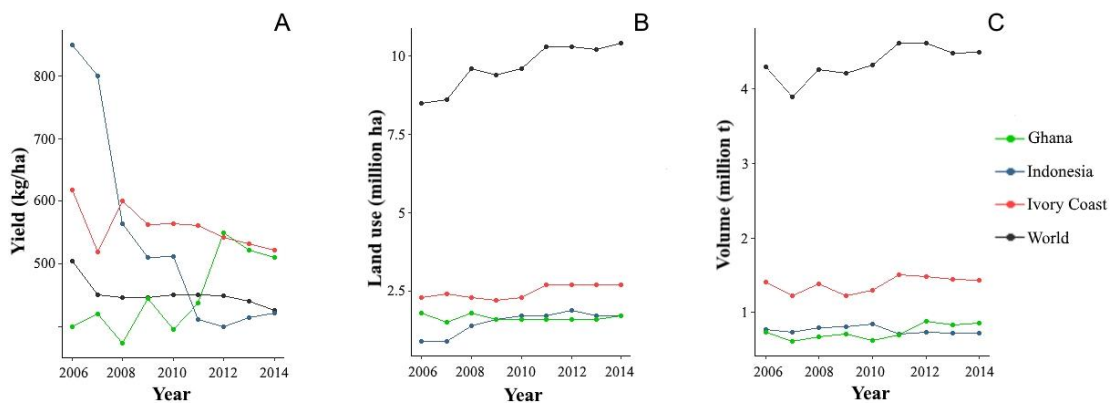 A
B
C
Yield (kg/ha)
800
700
600
500
2006
2008
2010
2012
2014
Year
Land use (million ha)
10
7.5
5
2.5
2006
2008
2010
2012
2014
Year
Volume (million t)
4
3
2
1
2006
2008
2010
2012
2014
Year
Ghana
Indonesia
Ivory Coast
World